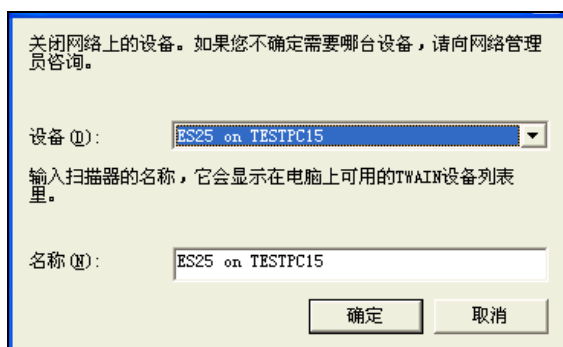 关闭网络上的设备。如果您不确定需要哪台设备，请向网络管理
员咨询。
设备(D): ES25 on TESTPC15
输入扫描器的名称，它会显示在电脑上可用的TWAIN设备列表
里。
名称(N): ES25 on TESTPC15
确定 取消